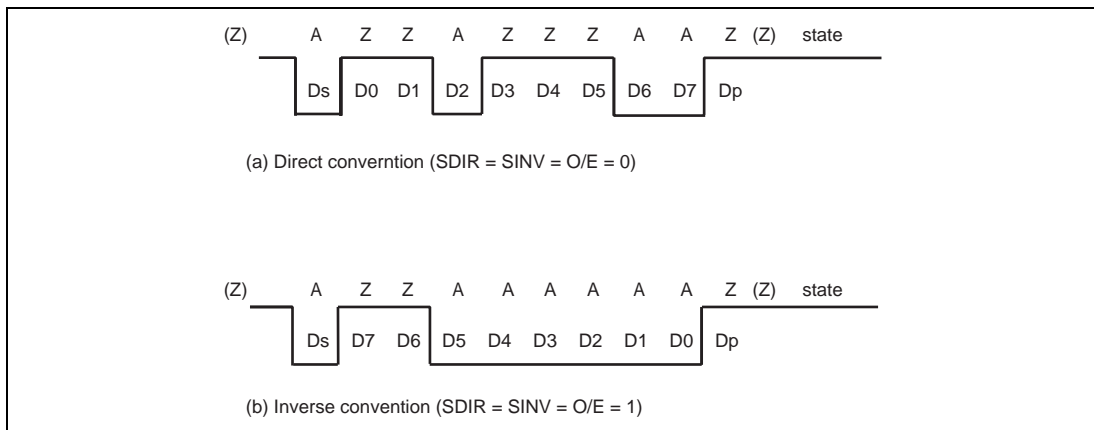 (Z) A Z Z A Z Z Z A A Z (Z) state
Ds D0 D1 D2 D3 D4 D5 D6 D7 Dp
(a) Direct converntion (SDIR = SINV = O/E = 0)
(Z) A Z Z A A A A A A Z (Z) state
Ds D7 D6 D5 D4 D3 D2 D1 D0 Dp
(b) Inverse convention (SDIR = SINV = O/E = 1)